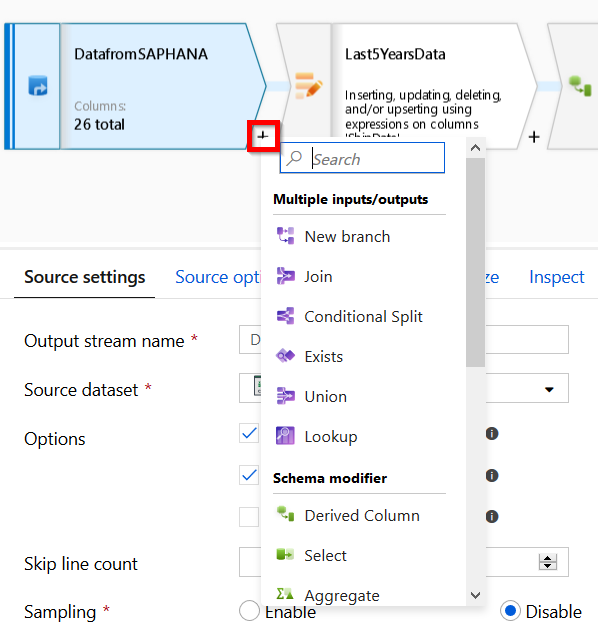 DatafromSAPHANA
Columns:
26 total
+
Last5YearsData
Inserting, updating, deleting,
and/or upserting using
expressions on columns
+
Search
Multiple inputs/outputs
New branch
Join
Conditional Split
Exists
Union
Lookup
Schema modifier
Derived Column
Select
Aggregate
Source settings
Source opti
ze
Inspect
Output stream name *
D
Source dataset *
Options
Skip line count
Sampling *
Enable
Disable